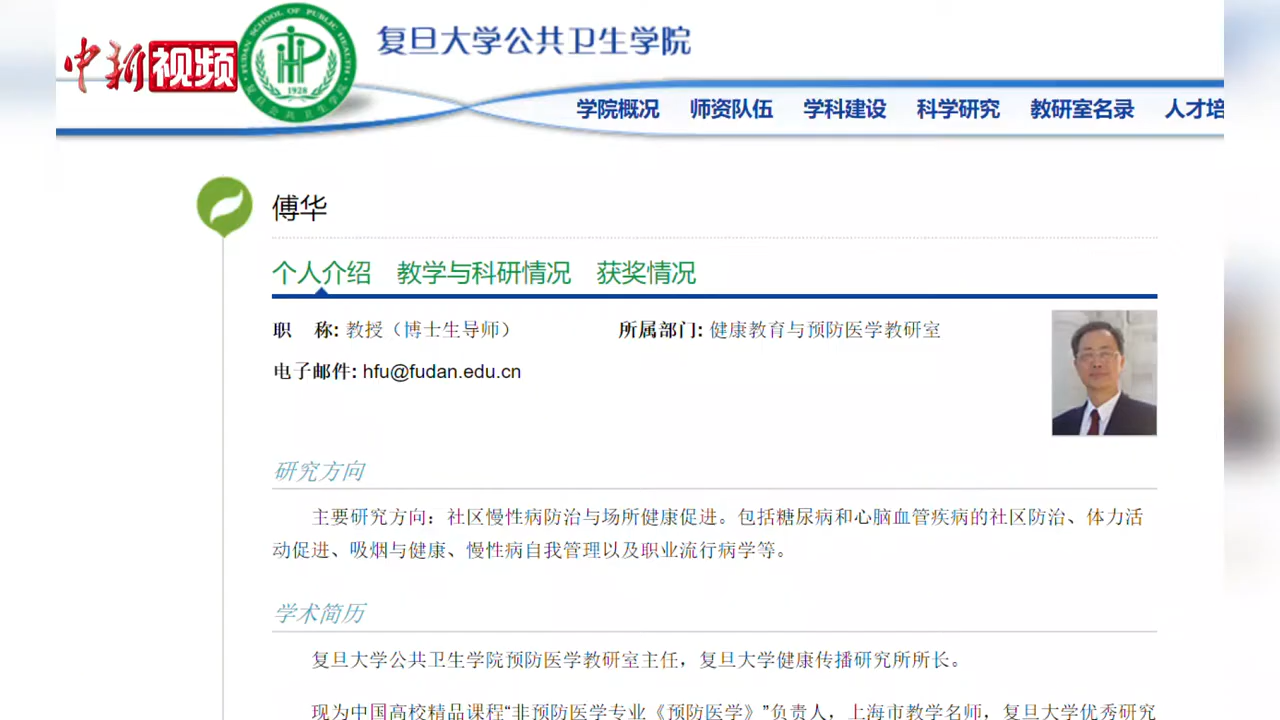 中新视频
FUDAN SCHOOL OF PUBLIC HEALTH
1928
复旦大学公共卫生学院
复旦大学公共卫生学院
学院概况 师资队伍 学科建设 科学研究 教研室名录 人才培
傅华
个人介绍 教学与科研情况 获奖情况
职 称: 教授（博士生导师） 所属部门: 健康教育与预防医学教研室
电子邮件: hfu@fudan.edu.cn
研究方向
主要研究方向：社区慢性病防治与场所健康促进。包括糖尿病和心脑血管疾病的社区防治、体力活
动促进、吸烟与健康、慢性病自我管理以及职业流行病学等。
学术简历
复旦大学公共卫生学院预防医学教研室主任，复旦大学健康传播研究所所长。
现为中国高校精品课程“非预防医学专业《预防医学》”负责人，上海市教学名师，复旦大学优秀研究